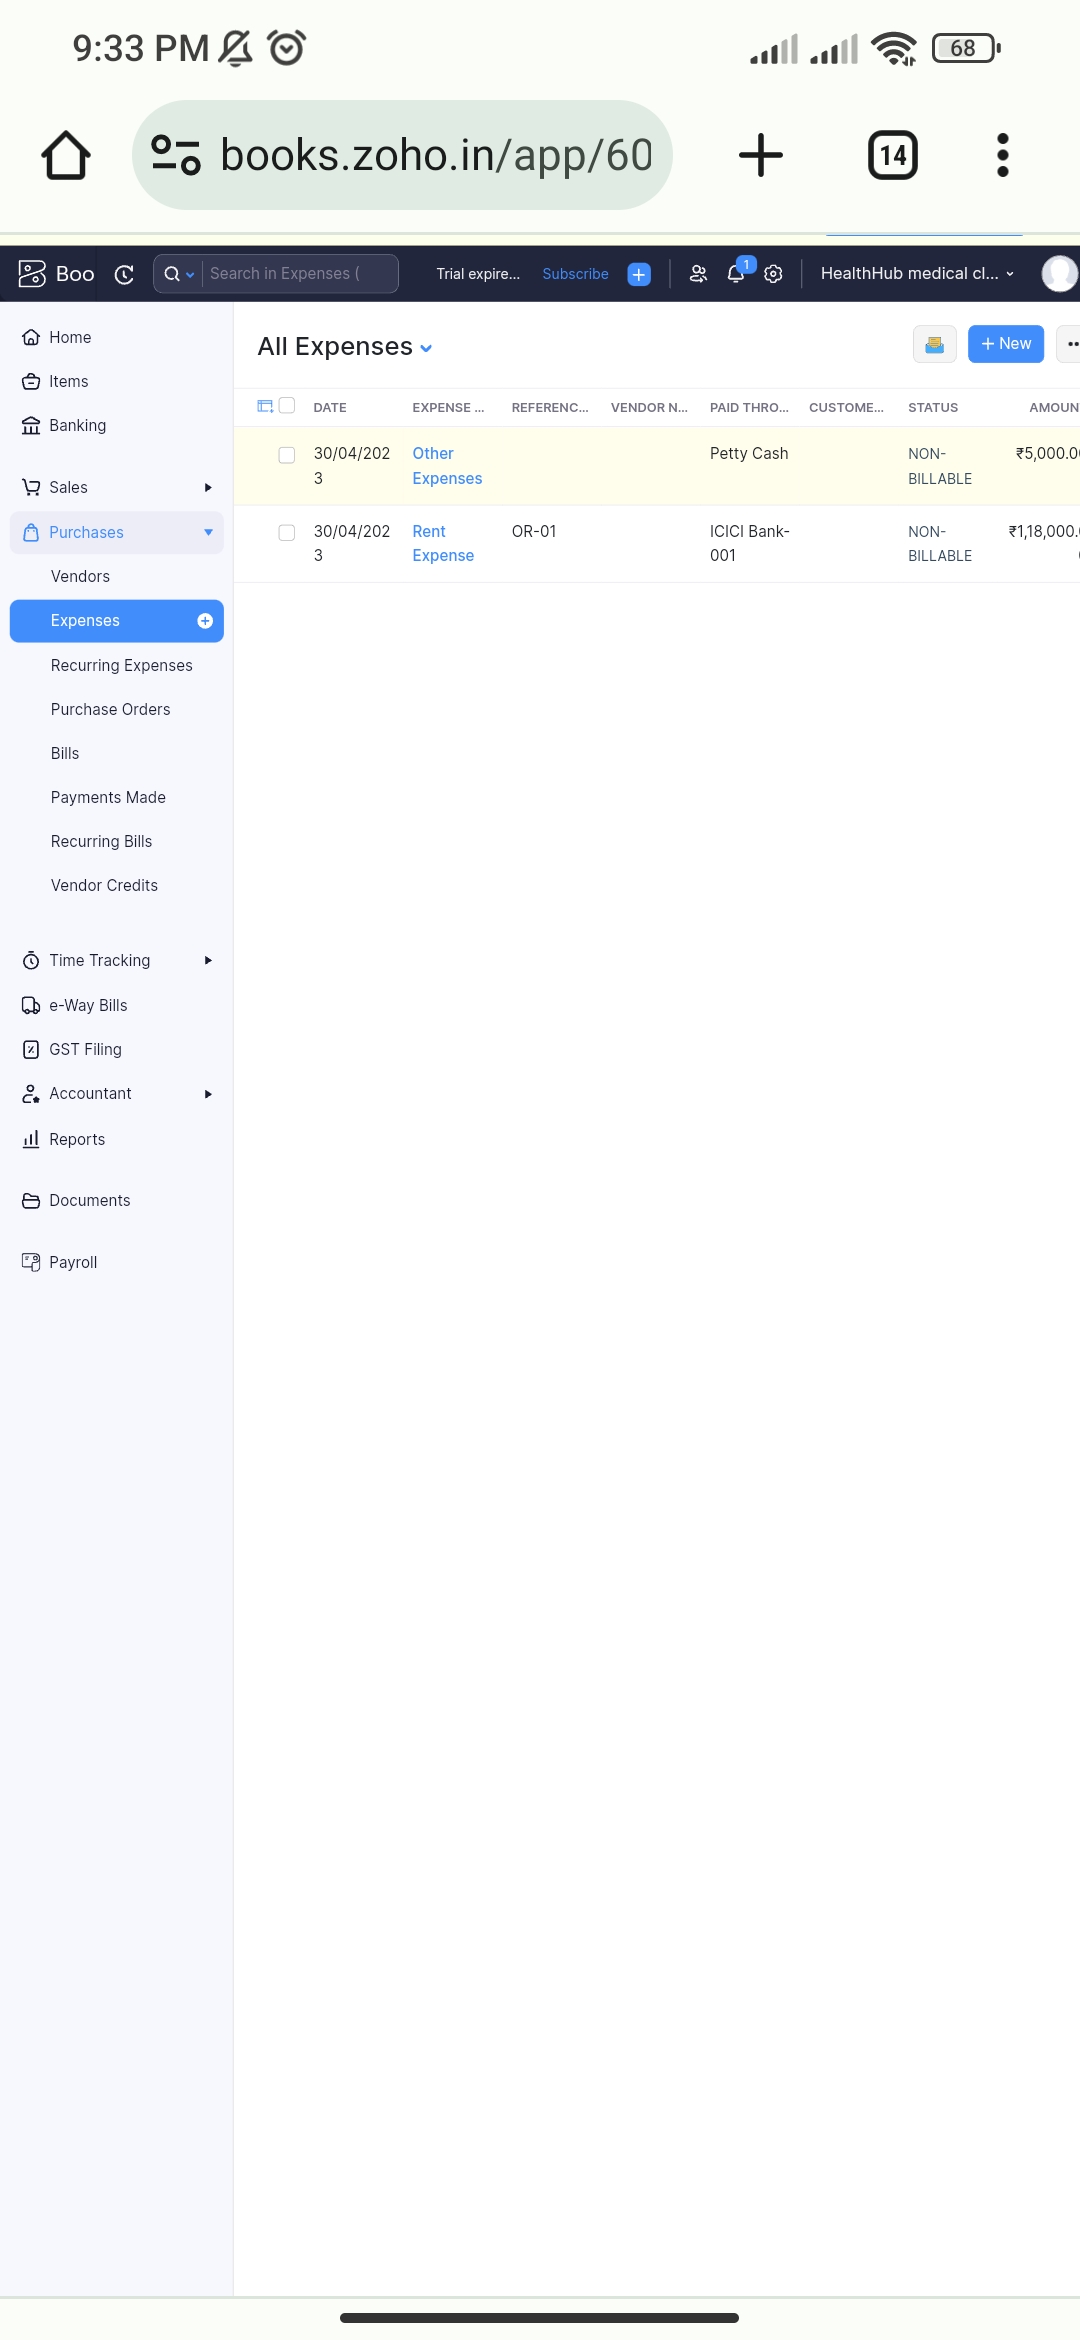 9:33 PM
68
books.zoho.in/app/60
14
Boo
Search in Expenses (
Trial expire...
Subscribe
1
HealthHub medical cl...
Home
Items
Banking
Sales
Purchases
Vendors
Expenses
Recurring Expenses
Purchase Orders
Bills
Payments Made
Recurring Bills
Vendor Credits
Time Tracking
e-Way Bills
GST Filing
Accountant
Reports
Documents
Payroll
All Expenses
+ New
DATE EXPENSE ... REFERENC... VENDOR N... PAID THRO... CUSTOME... STATUS AMOUN
30/04/202 Other Petty Cash NON- ₹5,000.0
3 Expenses BILLABLE
30/04/202 Rent OR-01 ICICI Bank- NON- ₹1,18,000.
3 Expense 001 BILLABLE